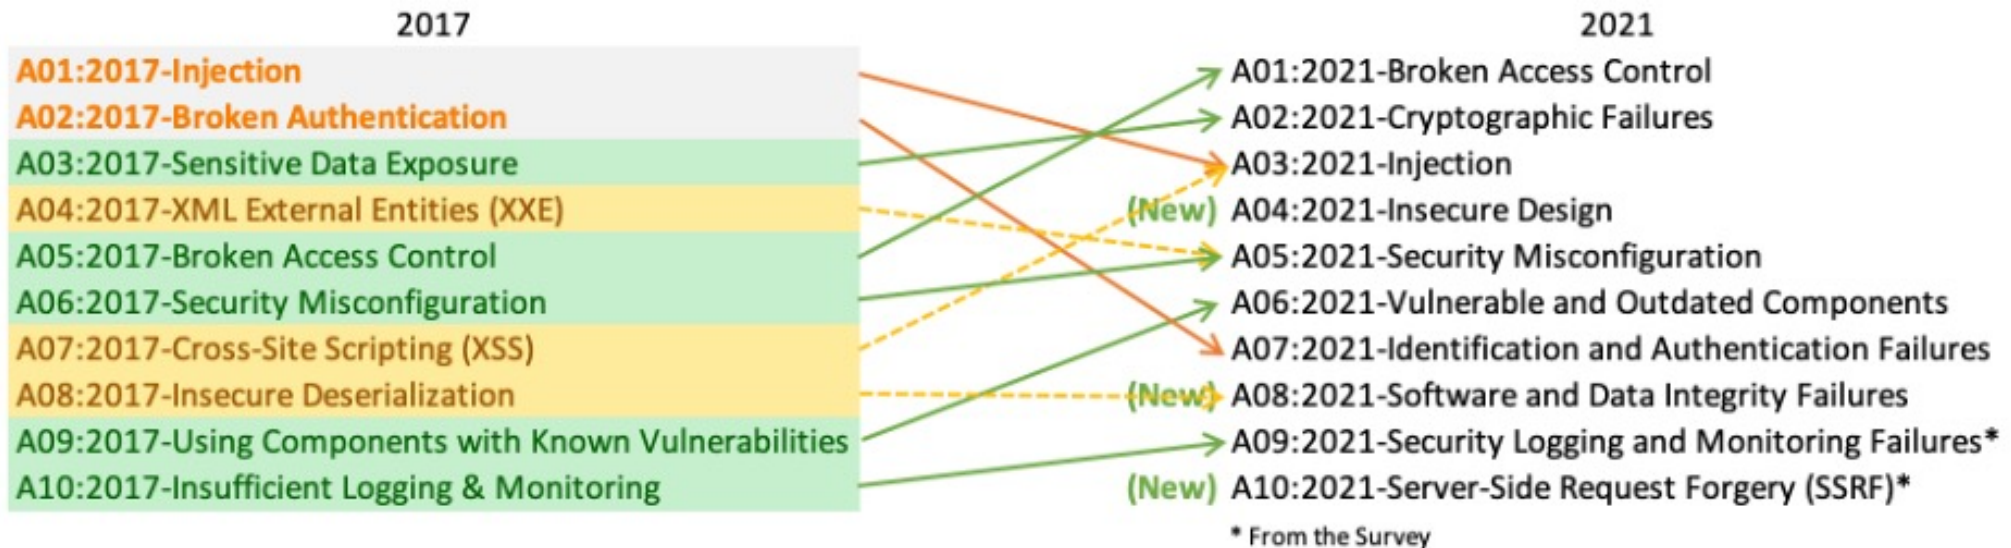 2017
A01:2017-Injection
A02:2017-Broken Authentication
A03:2017-Sensitive Data Exposure
A04:2017-XML External Entities (XXE)
A05:2017-Broken Access Control
A06:2017-Security Misconfiguration
A07:2017-Cross-Site Scripting (XSS)
A08:2017-Insecure Deserialization
A09:2017-Using Components with Known Vulnerabilities
A10:2017-Insufficient Logging & Monitoring
2021
A01:2021-Broken Access Control
A02:2021-Cryptographic Failures
A03:2021-Injection
(New) A04:2021-Insecure Design
A05:2021-Security Misconfiguration
A06:2021-Vulnerable and Outdated Components
A07:2021-Identification and Authentication Failures
(New) A08:2021-Software and Data Integrity Failures
A09:2021-Security Logging and Monitoring Failures*
(New) A10:2021-Server-Side Request Forgery (SSRF)*
* From the Survey